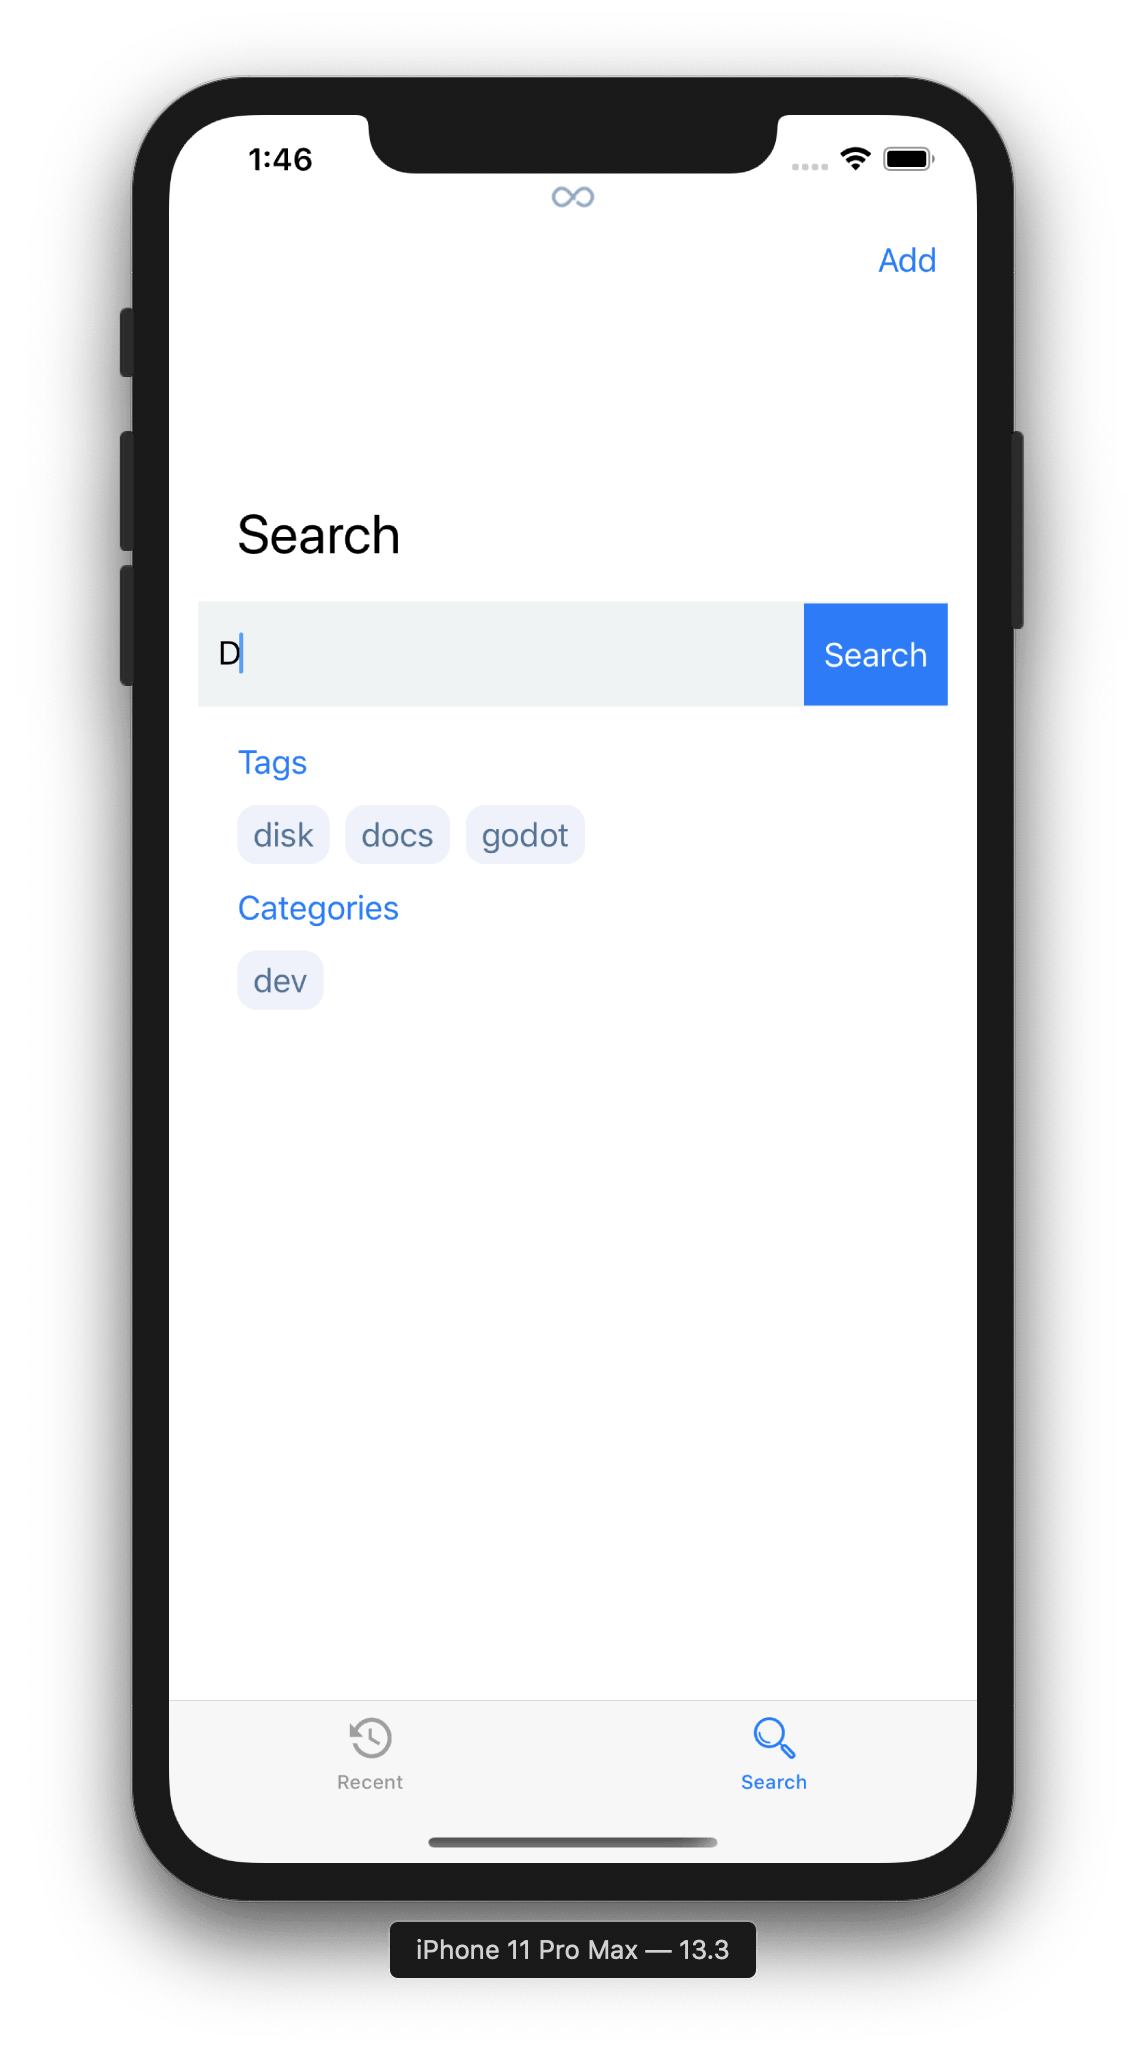 1:46
Add
Search
D
Search
Tags
disk docs godot
Categories
dev
Recent
Search
iPhone 11 Pro Max — 13.3